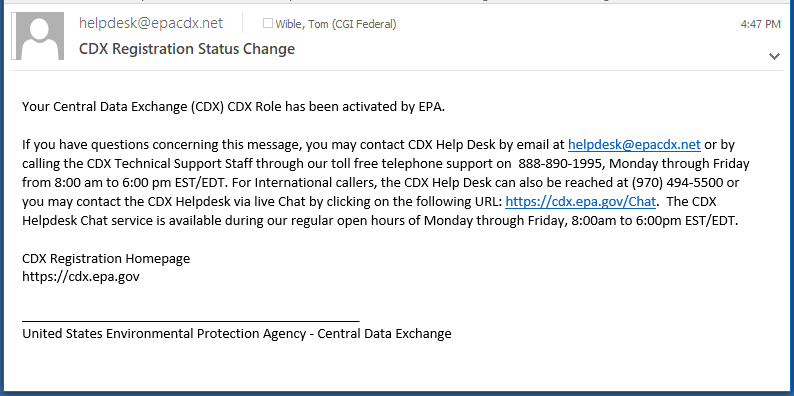 helpdesk@epacdx.net
Wible, Tom (CGI Federal)
4:47 PM
CDX Registration Status Change
Your Central Data Exchange (CDX) CDX Role has been activated by EPA.
If you have questions concerning this message, you may contact CDX Help Desk by email at helpdesk@epacdx.net or by
calling the CDX Technical Support Staff through our toll free telephone support on 888-890-1995, Monday through Friday
from 8:00 am to 6:00 pm EST/EDT. For International callers, the CDX Help Desk can also be reached at (970) 494-5500 or
you may contact the CDX Helpdesk via live Chat by clicking on the following URL: https://cdx.epa.gov/Chat. The CDX
Helpdesk Chat service is available during our regular open hours of Monday through Friday, 8:00am to 6:00pm EST/EDT.
CDX Registration Homepage
https://cdx.epa.gov
United States Environmental Protection Agency - Central Data Exchange